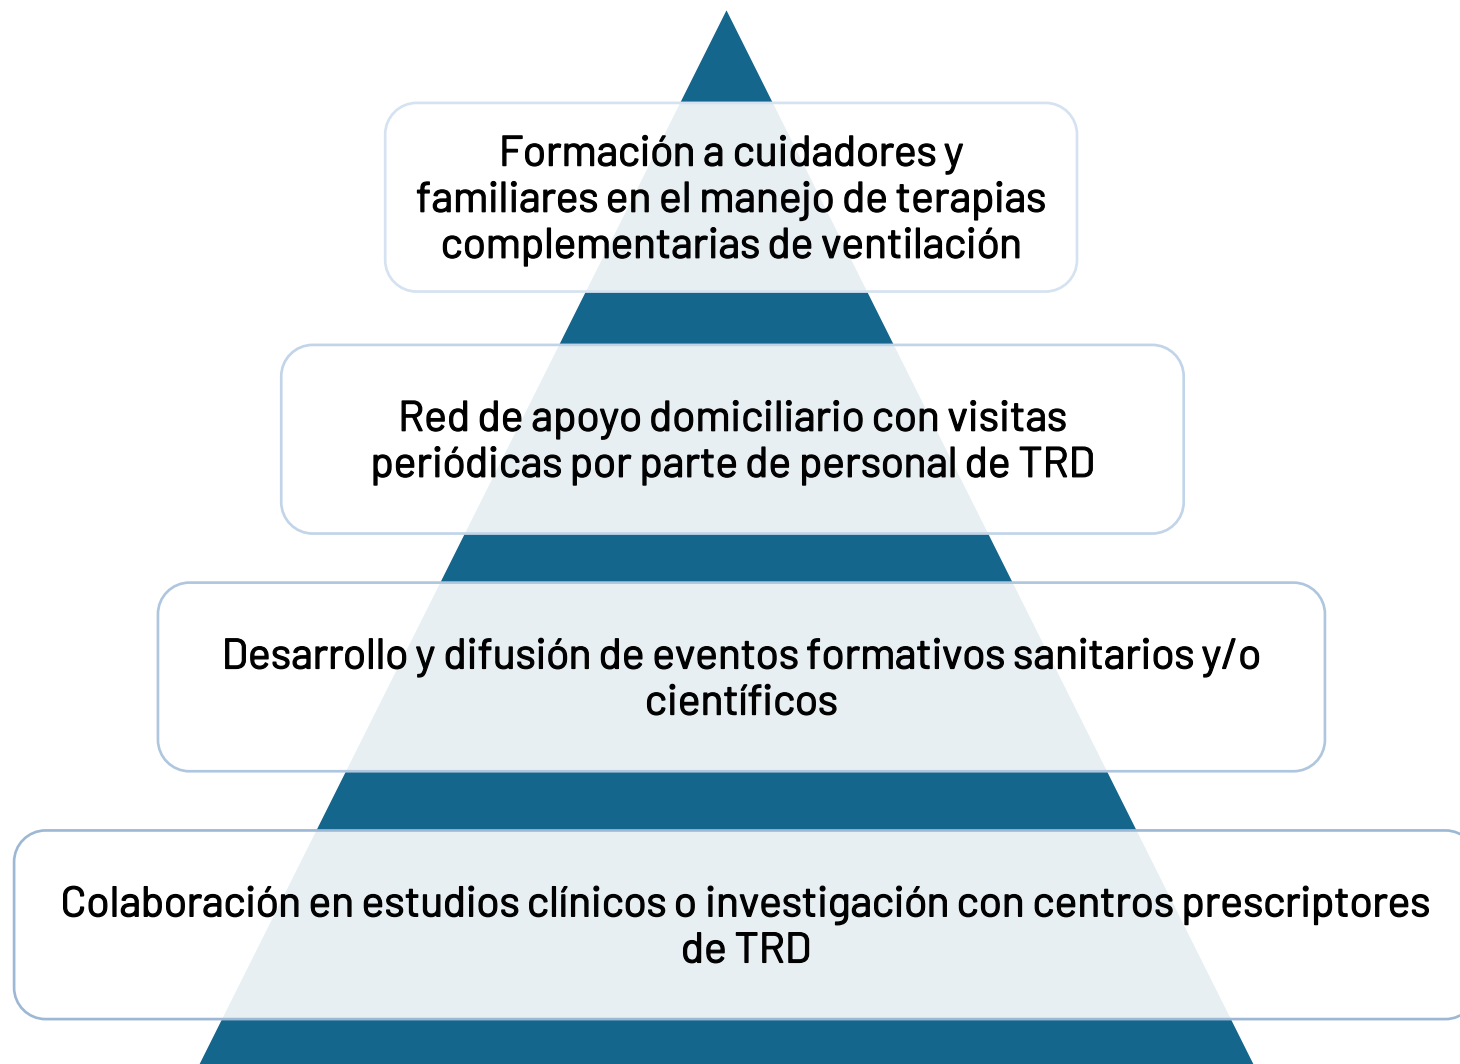 Formación a cuidadores y
familiares en el manejo de terapias
complementarias de ventilación
Red de apoyo domiciliario con visitas
periódicas por parte de personal de TRD
Desarrollo y difusión de eventos formativos sanitarios y/o
científicos
Colaboración en estudios clínicos o investigación con centros prescriptores
de TRD